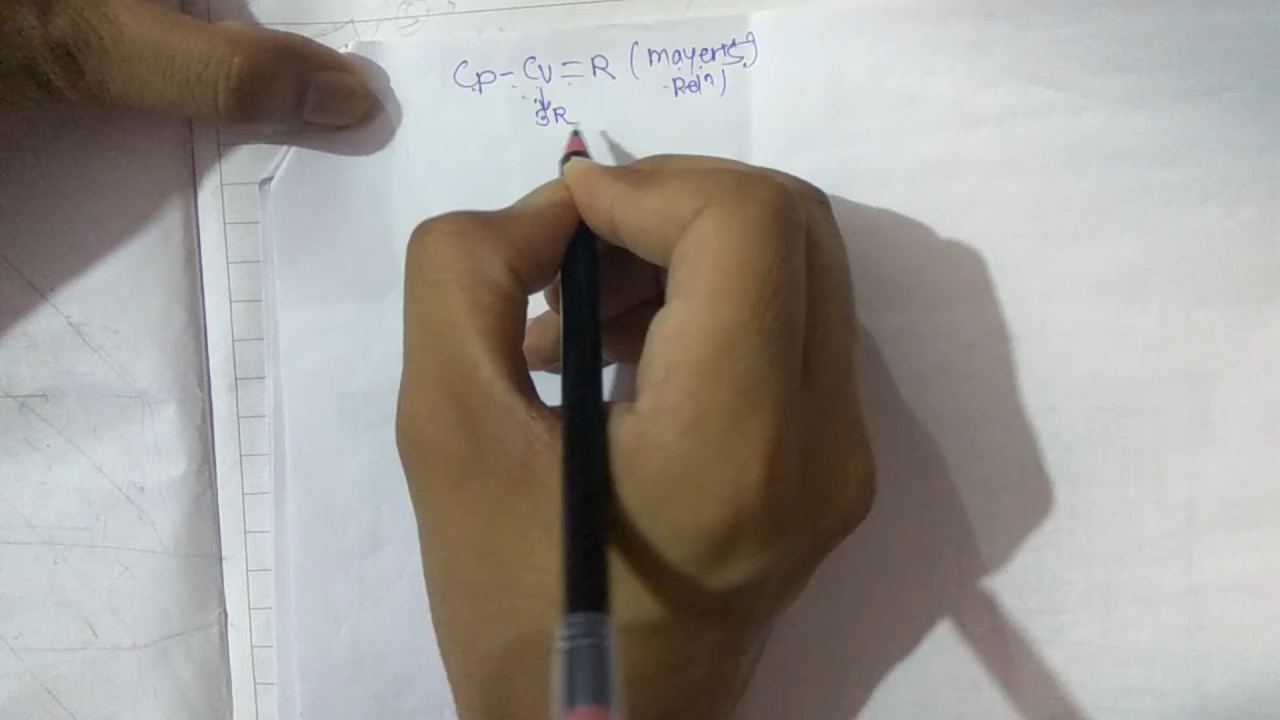 Cp - Cv = R (mayer's
Reln)
↓
3R